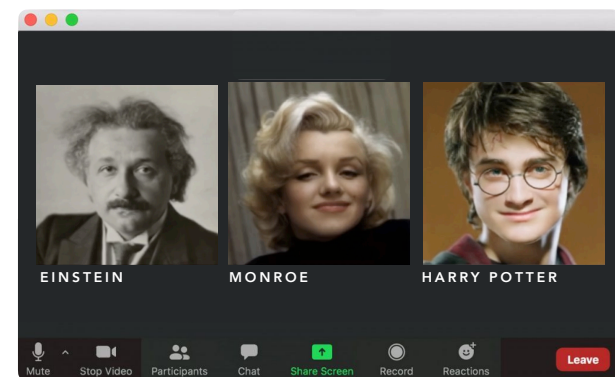 EINSTEIN MONROE HARRY POTTER
Mute Stop Video Participants Chat Share Screen Record Reactions Leave